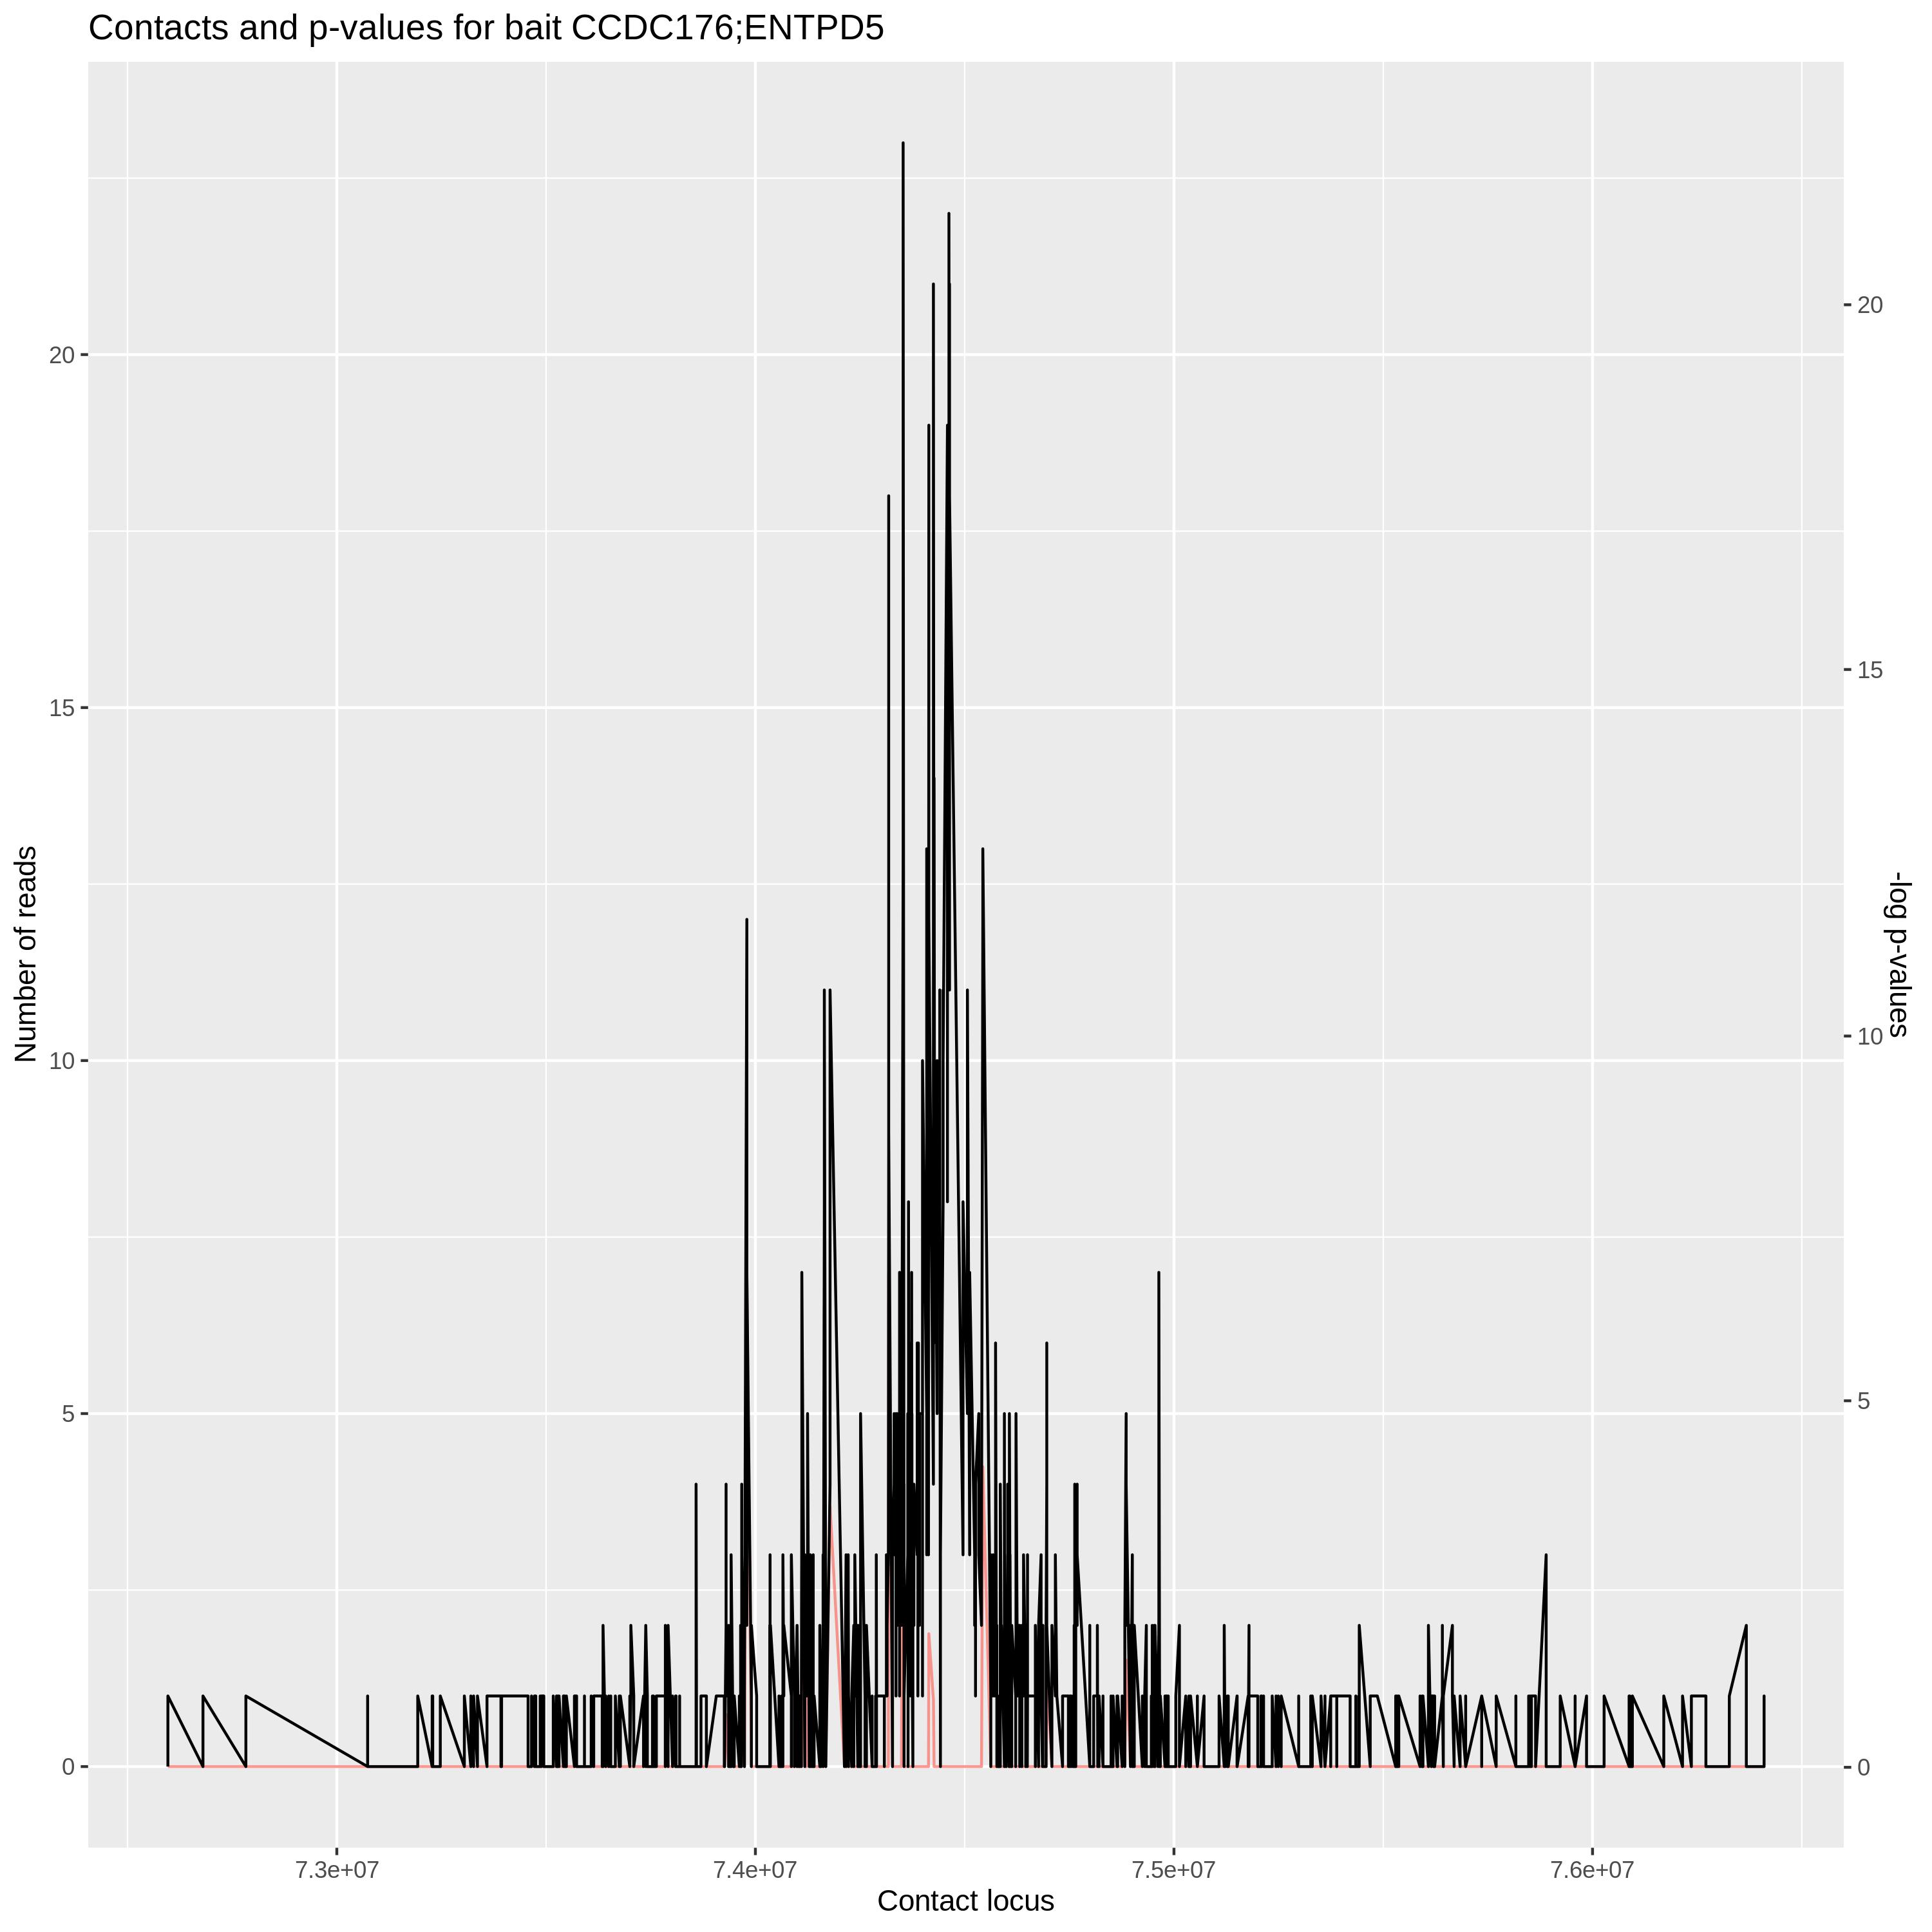 Contacts and p-values for bait CCDC176;ENTPD5
Number of reads
20
15
10
5
0
-log p-values
20
15
10
5
0
7.3e+07
7.4e+07
7.5e+07
7.6e+07
Contact locus